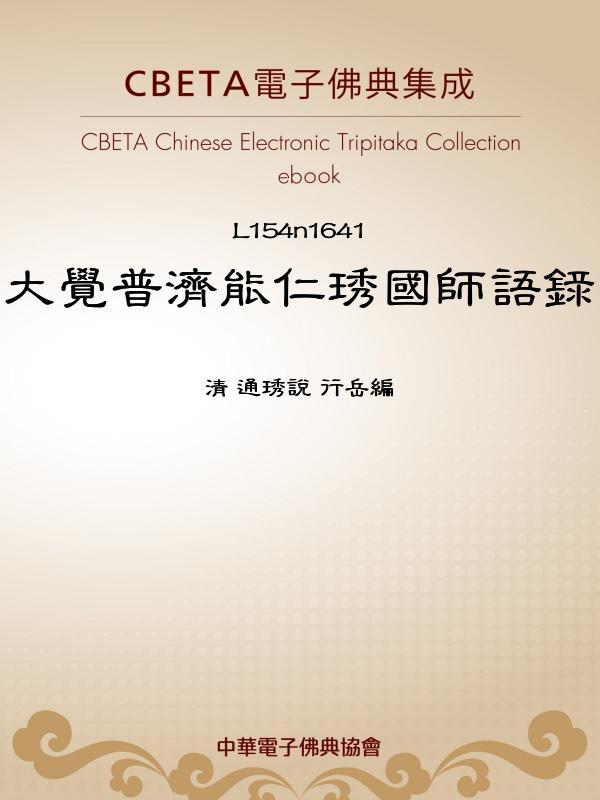 CBETA電子佛典集成
CBETA Chinese Electronic Tripitaka Collection
ebook
L154n1641
大覺普濟能仁琇國師語錄
清 通琇說 行岳編
中華電子佛典協會